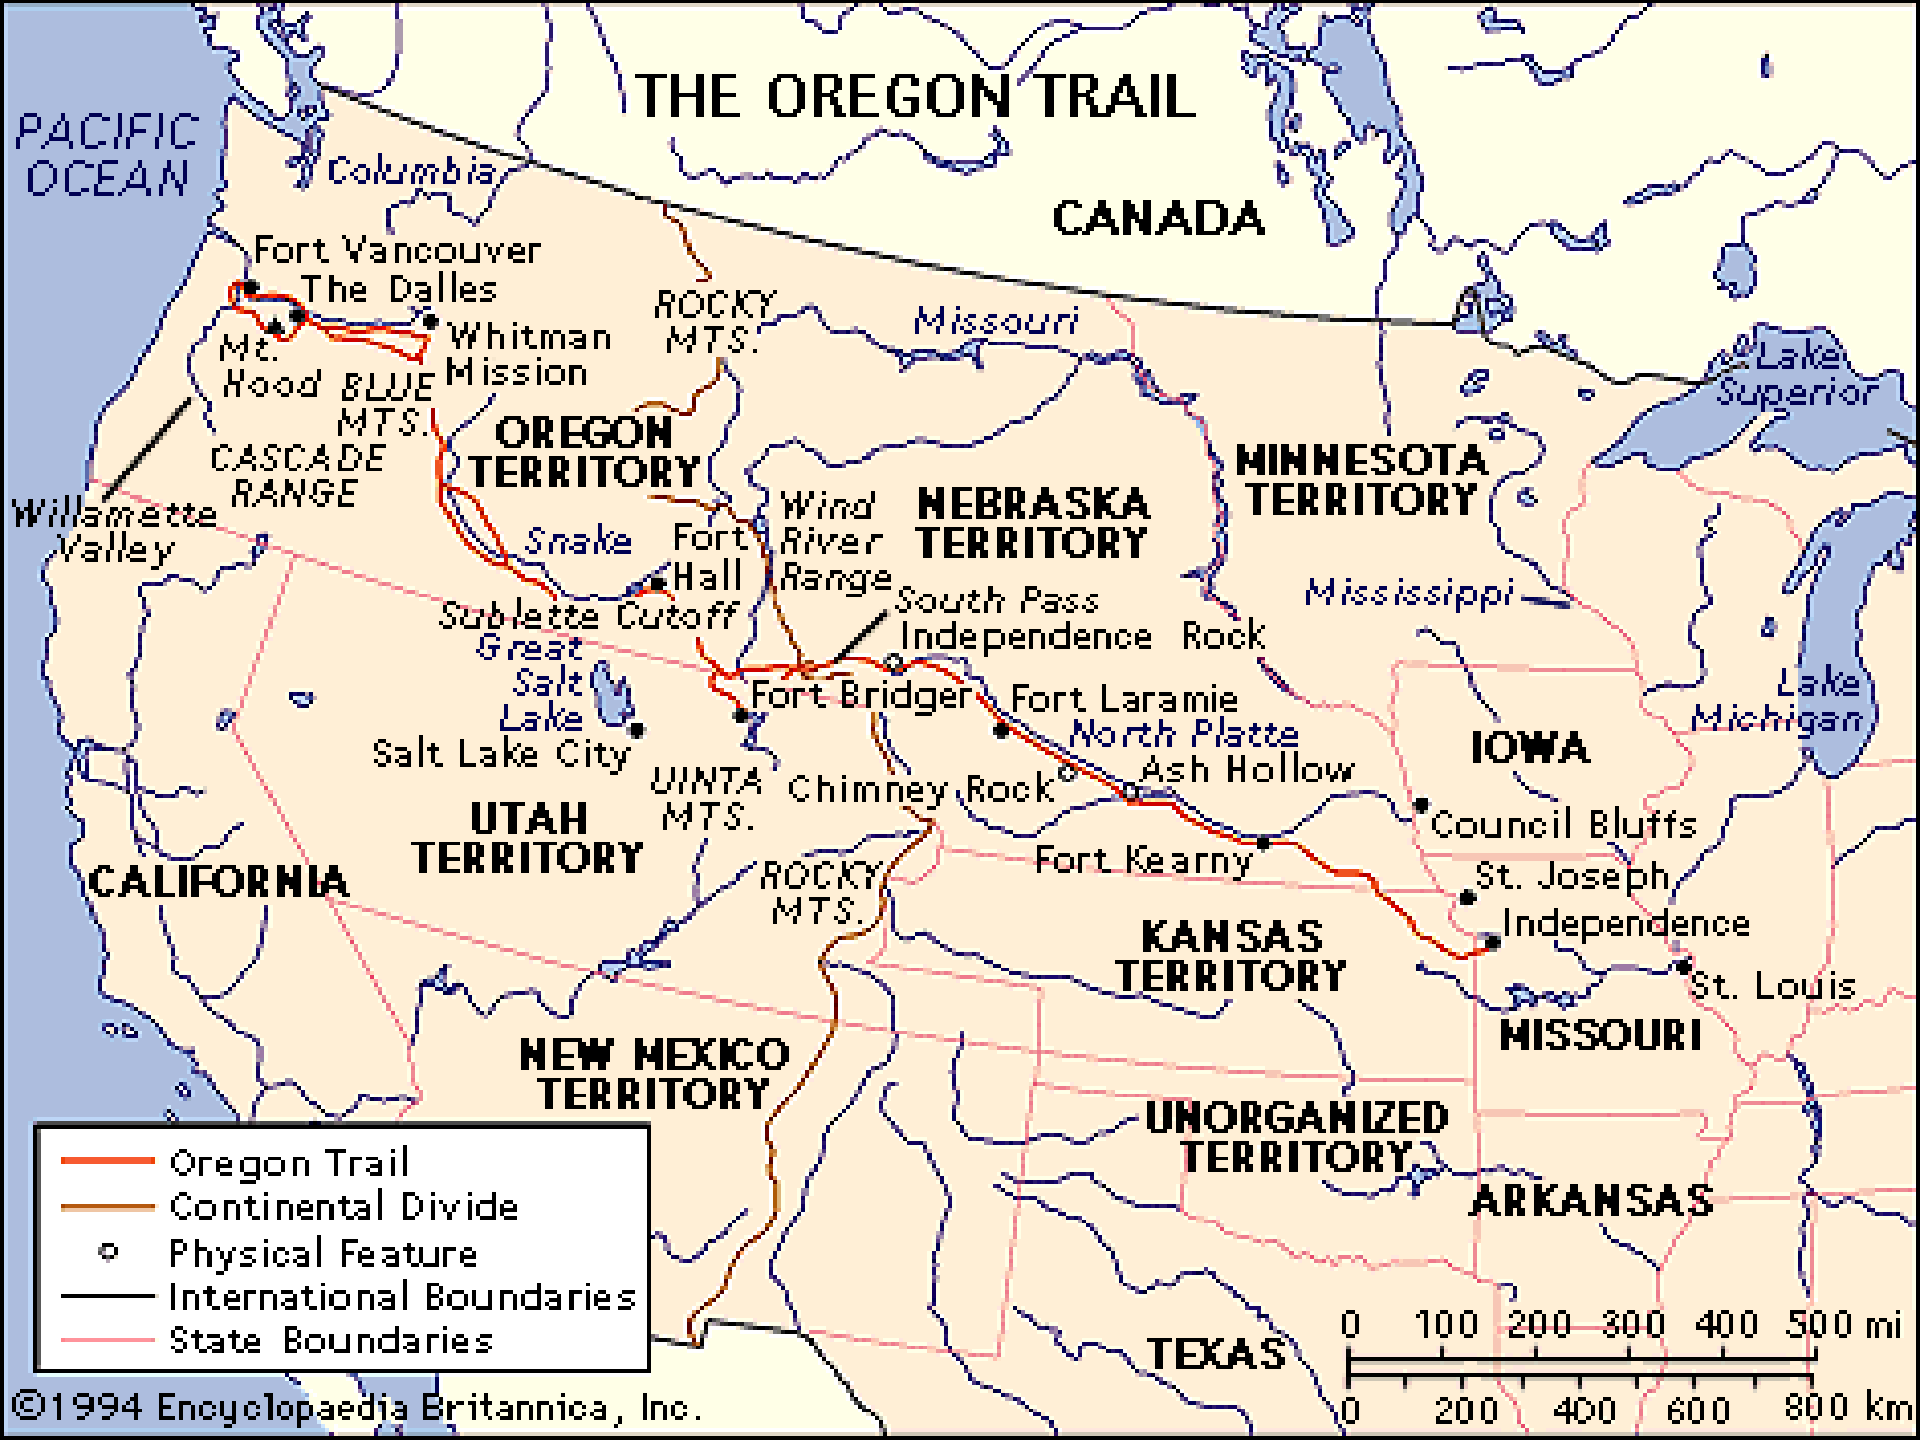 THE OREGON TRAIL
PACIFIC
OCEAN
Columbia
CANADA
Fort Vancouver
The Dalles
ROCKY
MTS.
Missouri
Whitman
Mission
Mt.
Hood
BLUE
MTS.
Lake
Superior
OREGON
TERRITORY
CASCADE
RANGE
MINNESOTA
TERRITORY
NEBRASKA
TERRITORY
Willamette
Valley
Wind
River
Range
Snake
Fort
Hall
Sublette Cutoff
South Pass
Independence Rock
Mississippi
Great
Salt
Lake
Fort Bridger
Fort Laramie
Lake
Michigan
North Platte
Salt Lake City
IOWA
UINTA
MTS.
Chimney Rock
Ash Hollow
UTAH
TERRITORY
Council Bluffs
Fort Kearny
CALIFORNIA
ROCKY
MTS.
St. Joseph
Independence
KANSAS
TERRITORY
St. Louis
MISSOURI
NEW MEXICO
TERRITORY
UNORGANIZED
TERRITORY
ARKANSAS
TEXAS
Oregon Trail
Continental Divide
Physical Feature
International Boundaries
State Boundaries
0 100 200 300 400 500 mi
0 200 400 600 800 km
©1994 Encyclopaedia Britannica, Inc.